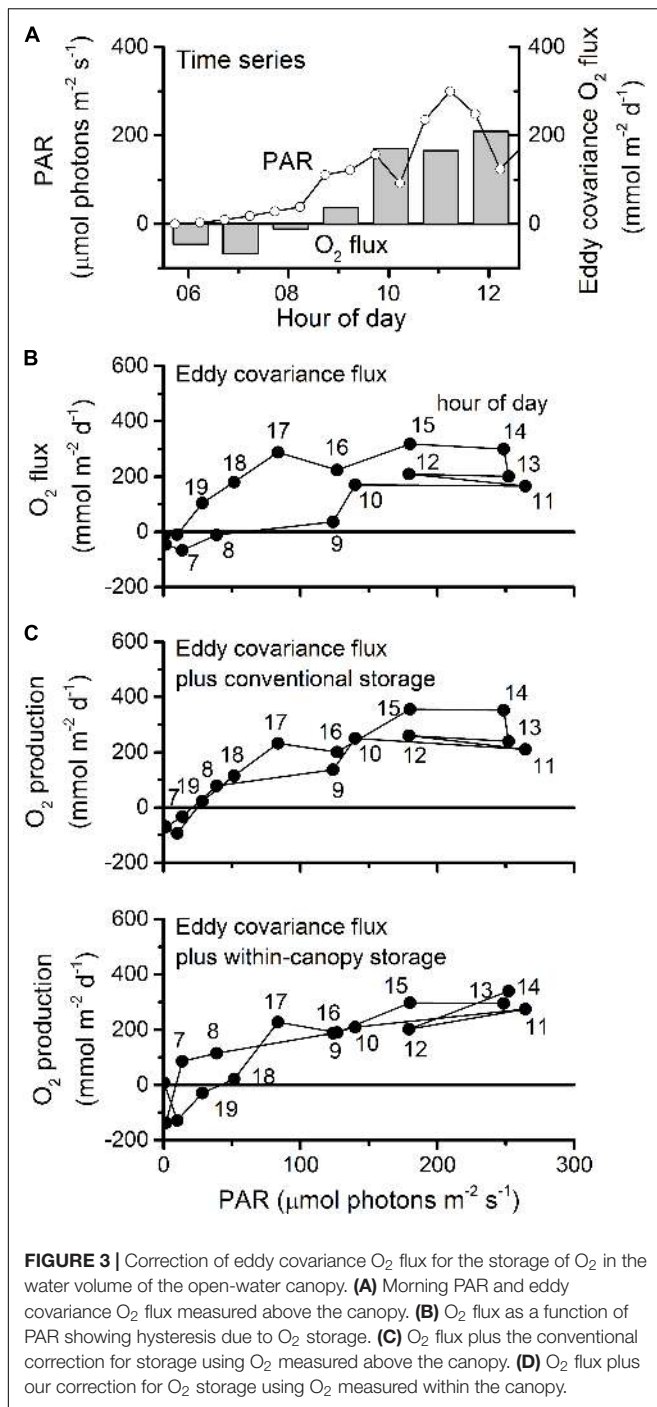 A
Time series
400
200
0
PAR
(μmol photons m⁻² s⁻¹)
PAR
O₂ flux
400
200
0
Eddy covariance O₂ flux
(mmol m⁻² d⁻¹)
06 08 10 12
Hour of day
B
Eddy covariance flux
hour of day
600
400
200
0
-200
O₂ flux
(mmol m⁻² d⁻¹)
19 18 17 16 15 14
12 13
10 11
7 8 9
C
Eddy covariance flux
plus conventional storage
600
400
200
0
-200
O₂ production
(mmol m⁻² d⁻¹)
7 19 8 18 17 16 15 14
9 10 12 13 11
Eddy covariance flux
plus within-canopy storage
600
400
200
0
-200
O₂ production
(mmol m⁻² d⁻¹)
7 8 17 16 15 13 14
9 10 12 11
19 18
0 100 200 300
PAR (μmol photons m⁻² s⁻¹)
FIGURE 3 | Correction of eddy covariance O₂ flux for the storage of O₂ in the
water volume of the open-water canopy. (A) Morning PAR and eddy
covariance O₂ flux measured above the canopy. (B) O₂ flux as a function of
PAR showing hysteresis due to O₂ storage. (C) O₂ flux plus the conventional
correction for storage using O₂ measured above the canopy. (D) O₂ flux plus
our correction for O₂ storage using O₂ measured within the canopy.